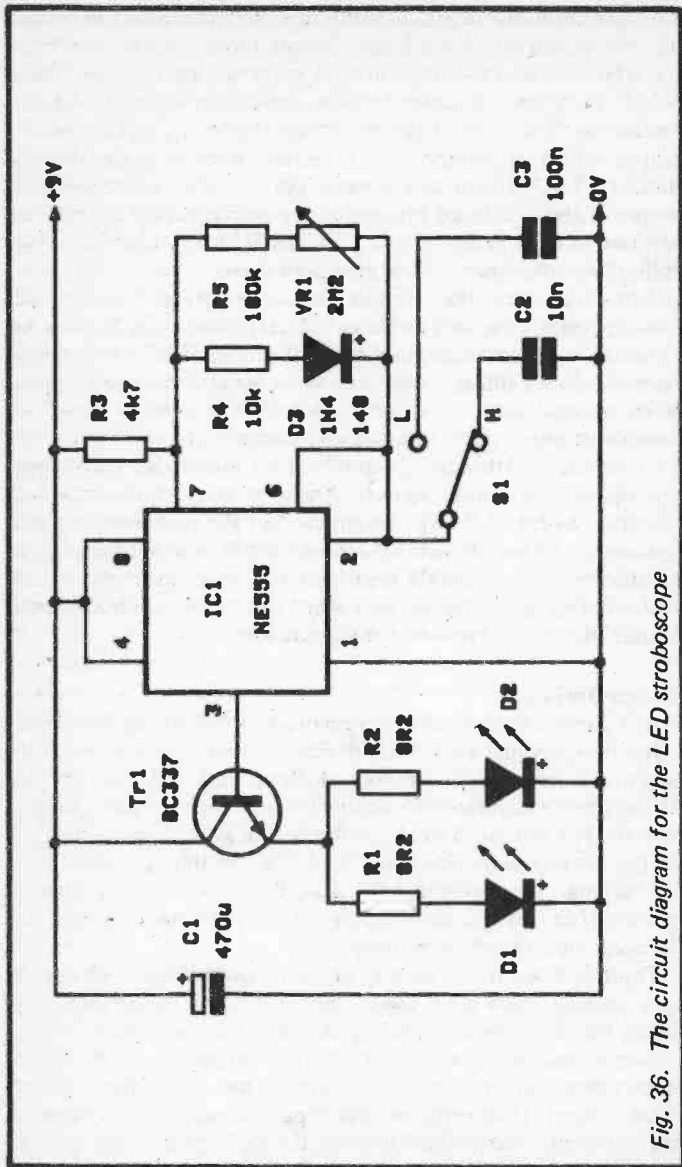 +9V
C1
470u
Tr1
BC337
R1
8R2
R2
8R2
D1
D2
3
4
8
IC1
NE555
7
6
2
1
R3
4k7
R4
10k
D3
1N4
148
R5
180k
VR1
2M2
L
H
S1
C2
10n
C3
100n
0V
Fig. 36. The circuit diagram for the LED stroboscope